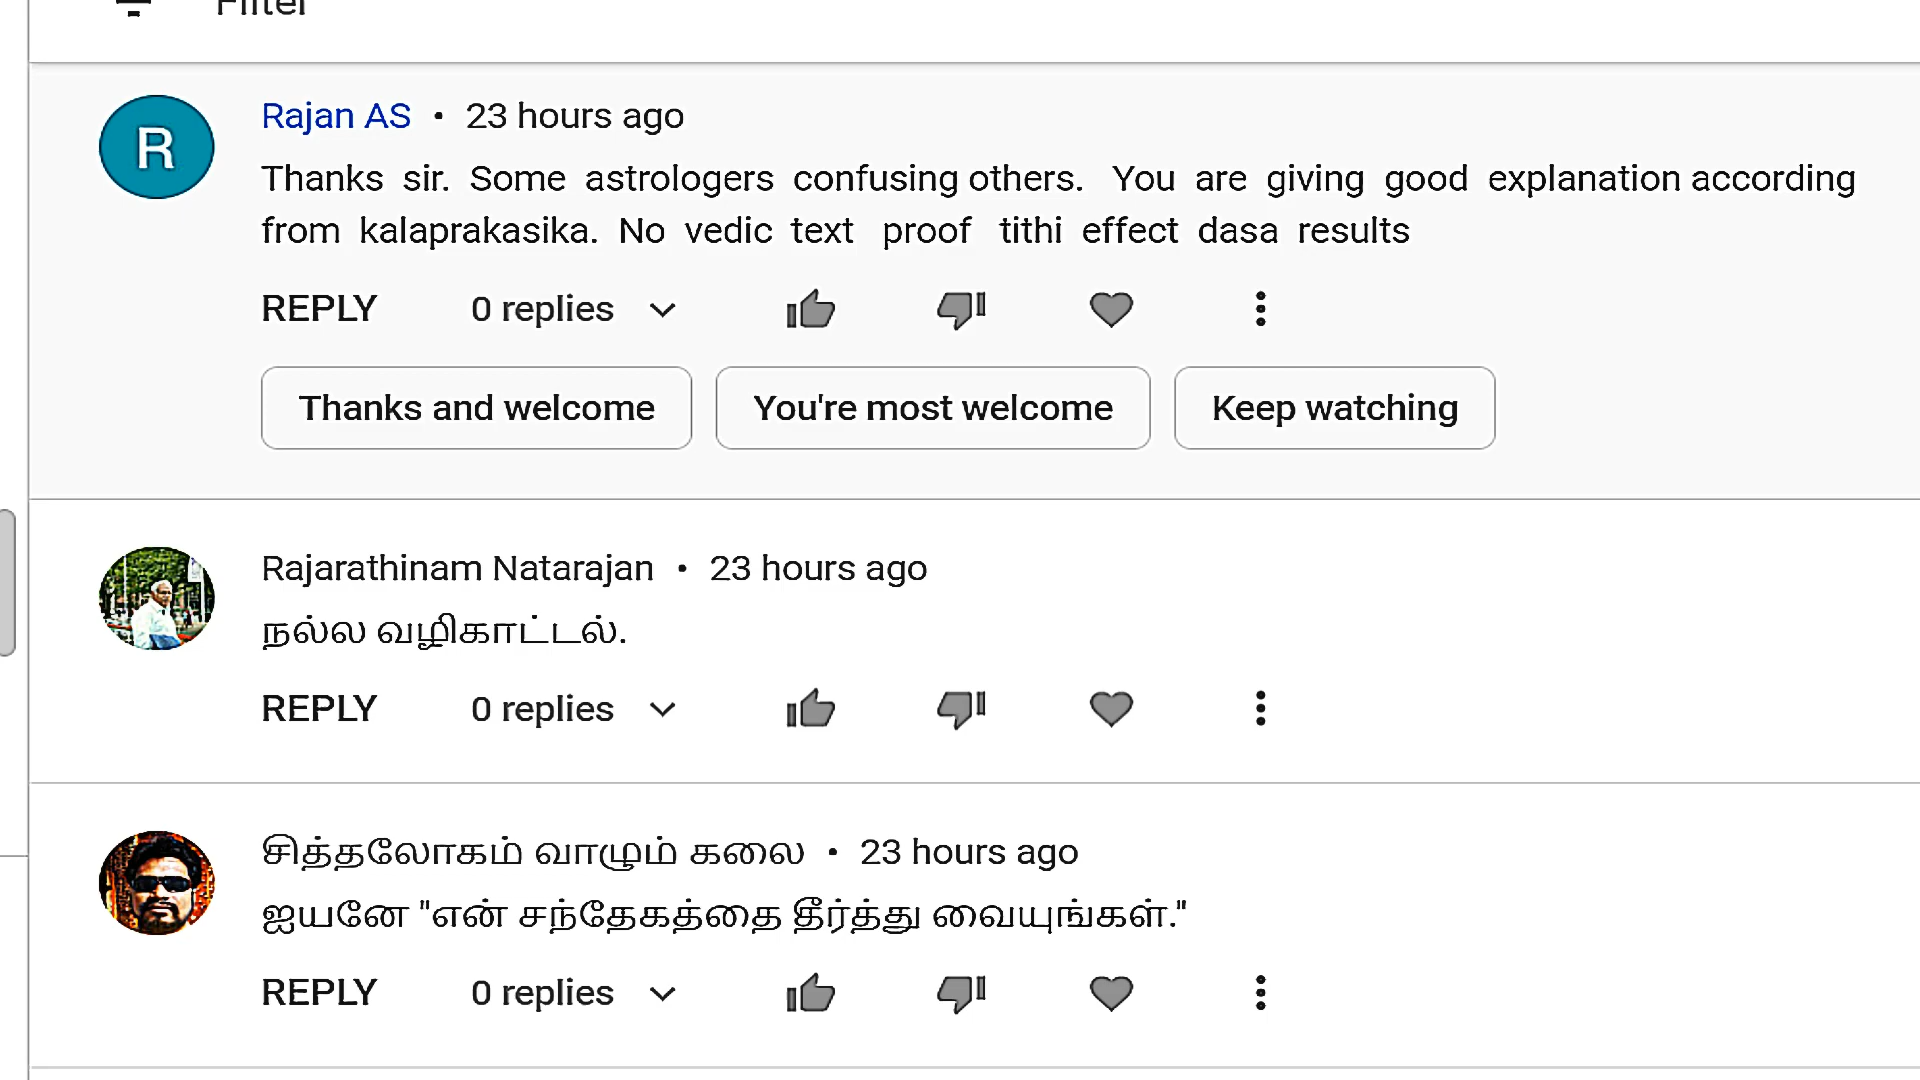 Filter
Rajan AS • 23 hours ago
Thanks sir. Some astrologers confusing others. You are giving good explanation according
from kalaprakasika. No vedic text proof tithi effect dasa results
REPLY 0 replies
Thanks and welcome You're most welcome Keep watching
Rajarathinam Natarajan • 23 hours ago
நல்ல வழிகாட்டல்.
REPLY 0 replies
சித்தலோகம் வாழும் கலை • 23 hours ago
ஐயனே "என் சந்தேகத்தை தீர்த்து வையுங்கள்."
REPLY 0 replies